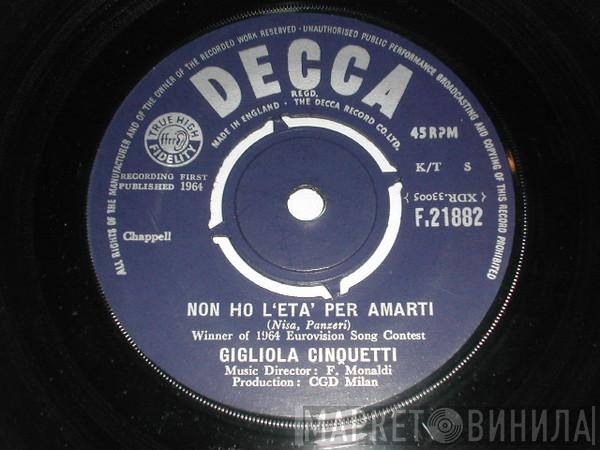 ALL RIGHTS OF THE MANUFACTURER AND OF THE OWNER OF THE RECORDED WORK RESERVED · UNAUTHORISED PUBLIC PERFORMANCE BROADCASTING AND COPYING OF THIS RECORD PROHIBITED
DECCA
REGD.
MADE IN ENGLAND · THE DECCA RECORD CO. LTD.
TRUE HIGH
ffrr
FIDELITY
45 RPM
RECORDING FIRST
PUBLISHED 1964
K/T S
(XDR.33005)
F.21882
Chappell
NON HO L'ETA' PER AMARTI
(Nisa, Panzeri)
Winner of 1964 Eurovision Song Contest
GIGLIOLA CINQUETTI
Music Director: F. Monaldi
Production: CGD Milan
МАРКЕТ ВИНИЛА